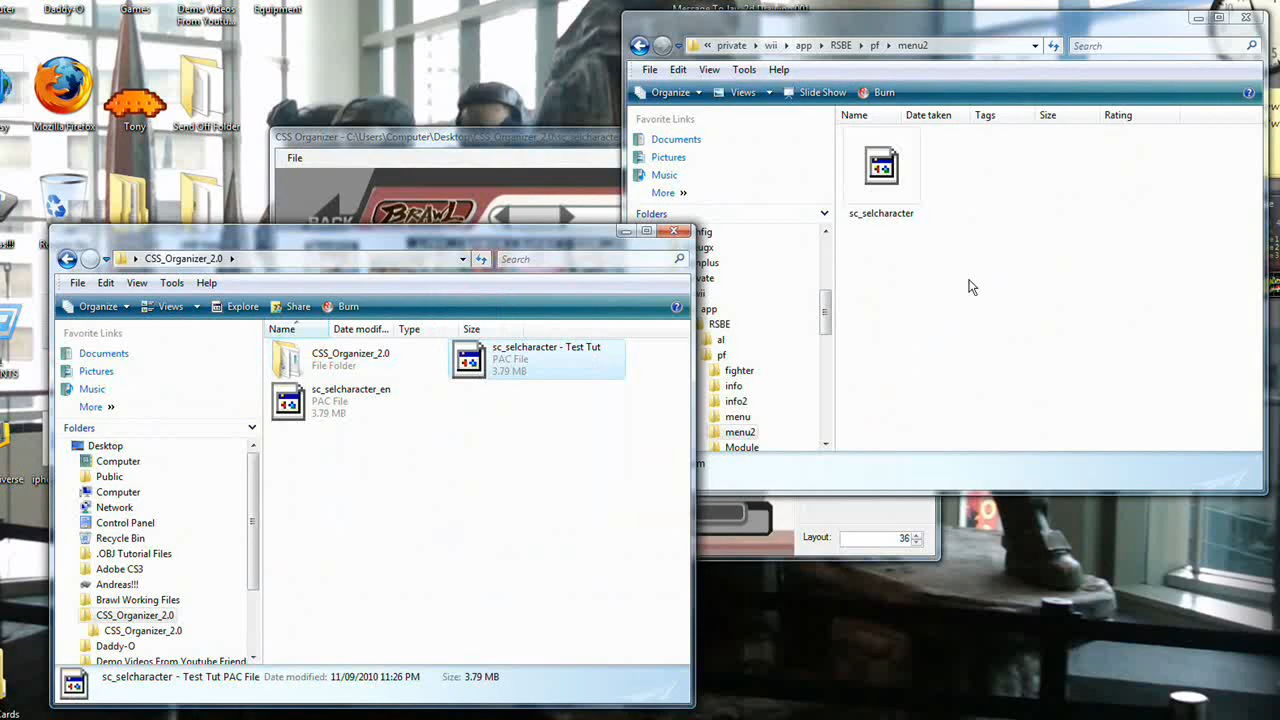 uter
Daddy-O
Games
Demo Videos
From Youtu...
Equipment
Mozilla Firefox
Tony
Send Off Folder
CSS Organizer - C:\Users\Computer\Desktop\CSS_Organizer_2.0\sc_selcharacter
File
BACK
BRAWL
private
wii
app
RSBE
pf
menu2
Search
File
Edit
View
Tools
Help
Organize
Views
Slide Show
Burn
Favorite Links
Documents
Pictures
Music
More »
Folders
nfig
ugx
nplus
vate
wii
app
RSBE
al
pf
fighter
info
info2
menu
menu2
Module
Name
Date taken
Tags
Size
Rating
sc_selcharacter
Layout:
36
CSS_Organizer_2.0
Search
File
Edit
View
Tools
Help
Organize
Views
Explore
Share
Burn
Favorite Links
Documents
Pictures
Music
More »
Folders
Desktop
Computer
Public
Computer
Network
Control Panel
Recycle Bin
.OBJ Tutorial Files
Adobe CS3
Andreas!!!
Brawl Working Files
CSS_Organizer_2.0
CSS_Organizer_2.0
Daddy-O
Demo Videos From Youtube Friend
Name
Date modif...
Type
Size
CSS_Organizer_2.0
File Folder
sc_selcharacter - Test Tut
PAC File
3.79 MB
sc_selcharacter_en
PAC File
3.79 MB
sc_selcharacter - Test Tut PAC File Date modified: 11/09/2010 11:26 PM Size: 3.79 MB